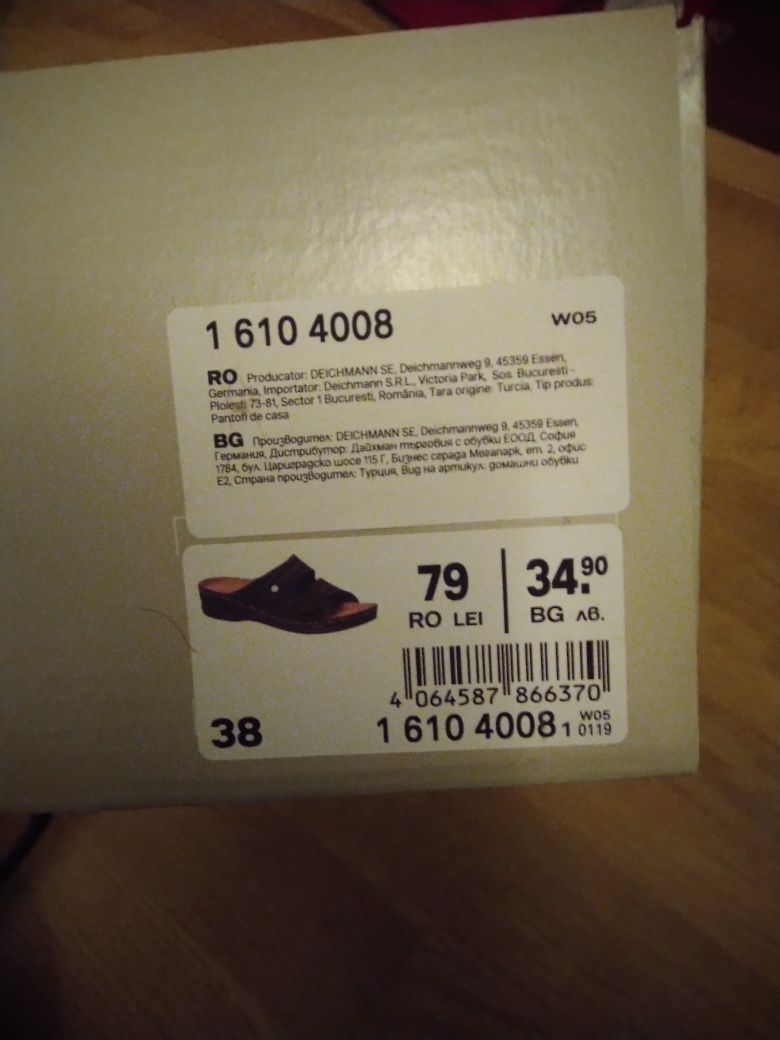 1 610 4008
W05
RO Producator: DEICHMANN SE, Deichmannweg 9, 45359 Essen,
Germania, Importator: Deichmann S.R.L., Victoria Park, Sos. Bucuresti -
Ploiesti 73-81, Sector 1 Bucuresti, România, Tara origine: Turcia, Tip produs:
Pantofi de casa
BG Производител: DEICHMANN SE, Deichmannweg 9, 45359 Essen,
Германия, Дистрибутор: Дайхман търговия с обувки ЕООД, София
1784, бул. Цариградско шосе 115 Г, Бизнес сграда Мегапарк, ет. 2, офис
Е2, Страна производител: Турция, Вид на артикул: домашни обувки
79
RO LEI
34.90
BG лв.
4 064587 866370
38
1 610 4008 1 W05 0119